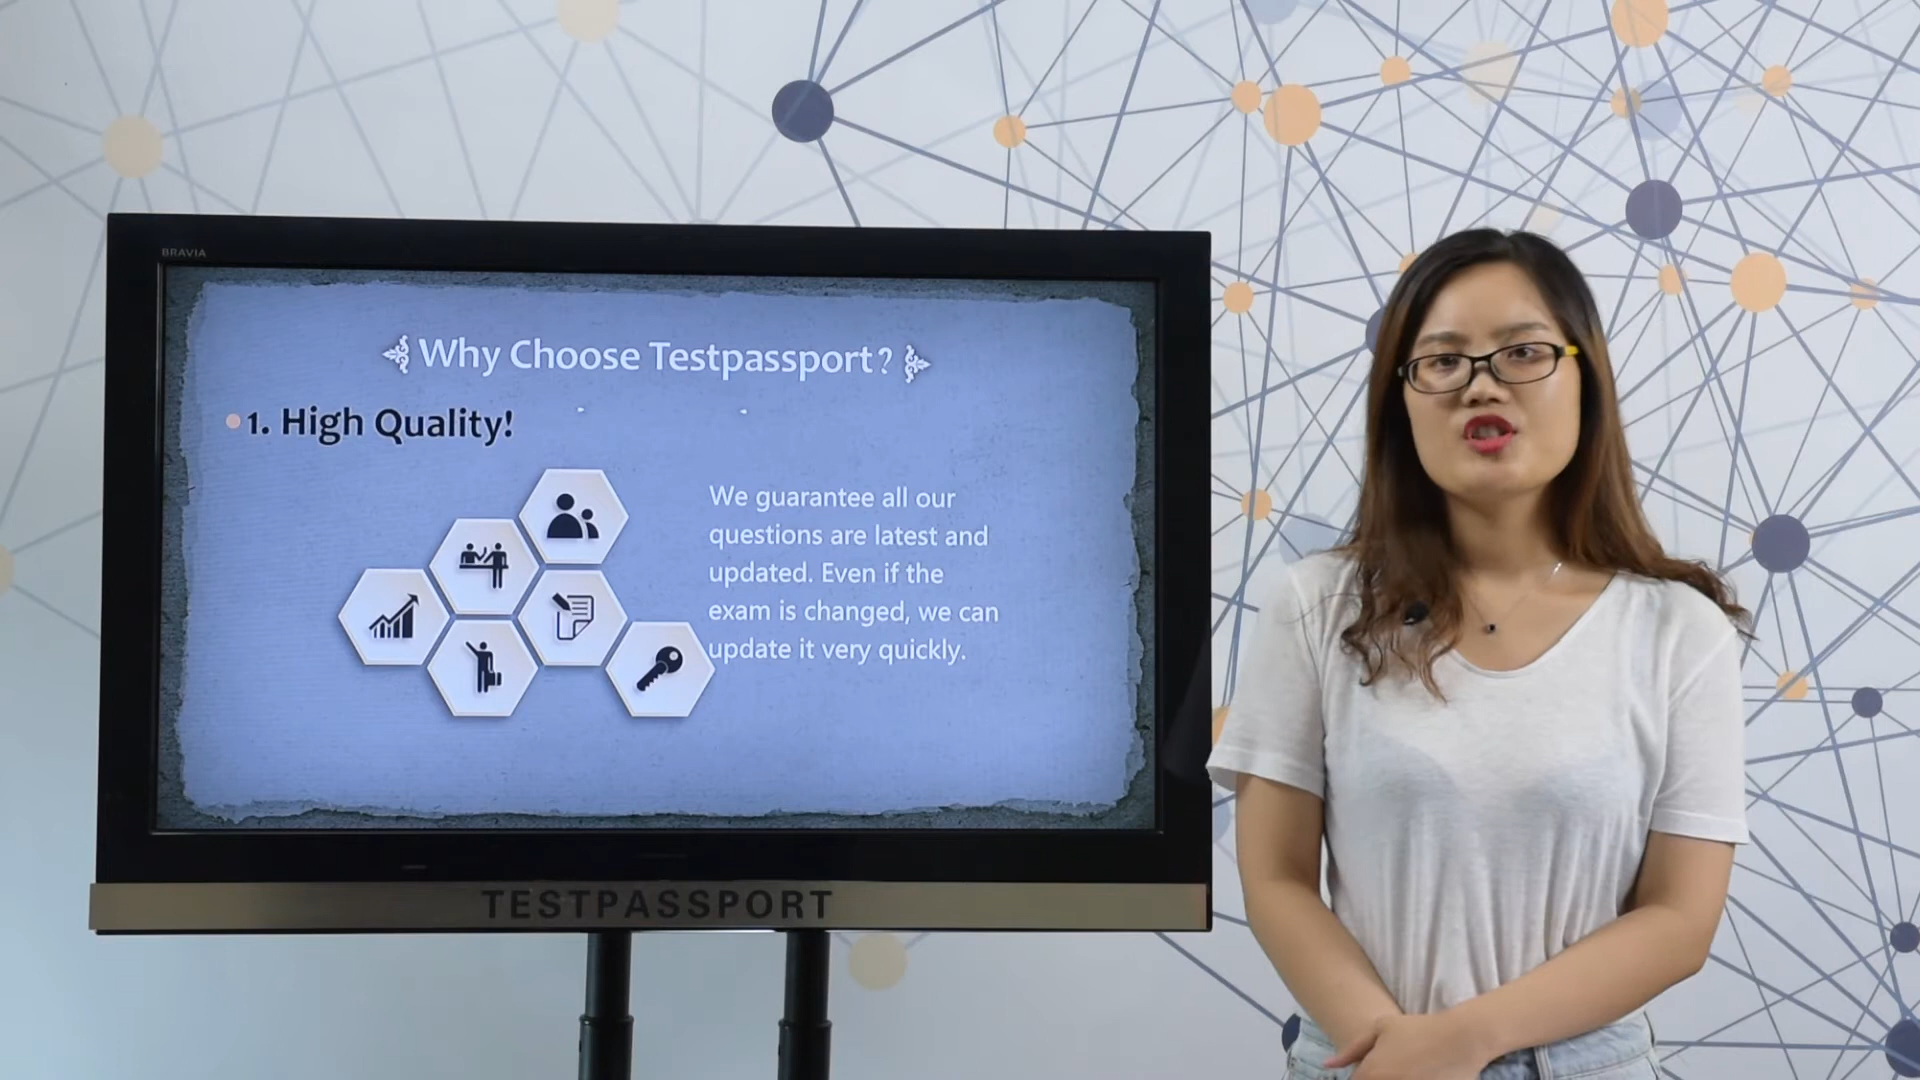 BRAVIA
Why Choose Testpassport?
1. High Quality!
We guarantee all our
questions are latest and
updated. Even if the
exam is changed, we can
update it very quickly.
TESTPASSPORT